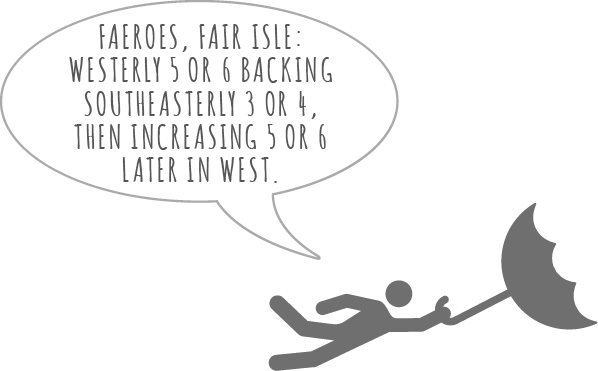 FAEROES, FAIR ISLE:
WESTERLY 5 OR 6 BACKING
SOUTHEASTERLY 3 OR 4,
THEN INCREASING 5 OR 6
LATER IN WEST.